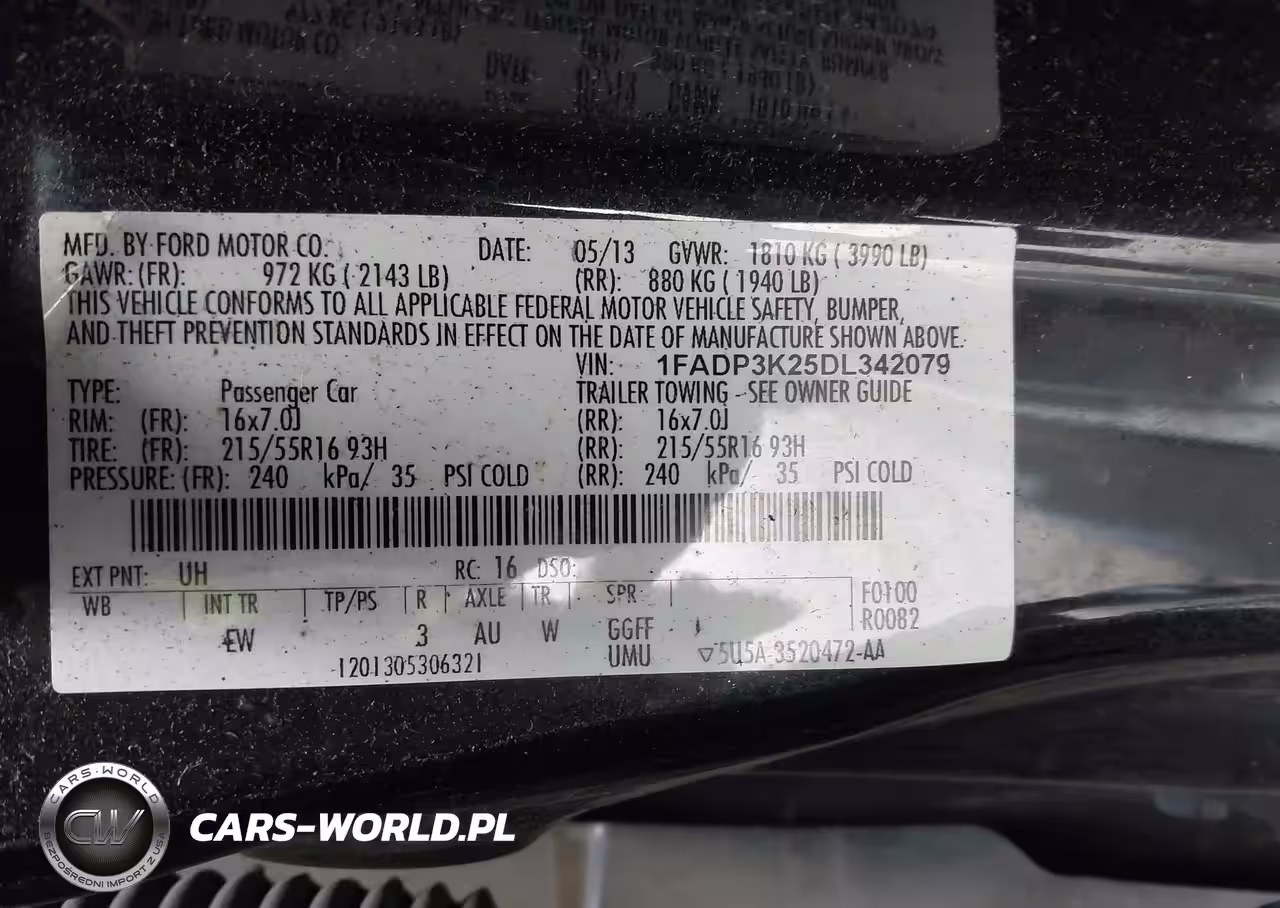 MFD. BY FORD MOTOR CO. DATE: 05/13 GVWR: 1810 KG ( 3990 LB)
GAWR: (FR): 972 KG ( 2143 LB) (RR): 880 KG ( 1940 LB)
THIS VEHICLE CONFORMS TO ALL APPLICABLE FEDERAL MOTOR VEHICLE SAFETY, BUMPER,
AND THEFT PREVENTION STANDARDS IN EFFECT ON THE DATE OF MANUFACTURE SHOWN ABOVE.
VIN: 1FADP3K25DL342079
TYPE: Passenger Car TRAILER TOWING - SEE OWNER GUIDE
RIM: (FR): 16x7.0J (RR): 16x7.0J
TIRE: (FR): 215/55R16 93H (RR): 215/55R16 93H
PRESSURE: (FR): 240 kPa/ 35 PSI COLD (RR): 240 kPa/ 35 PSI COLD
EXT PNT: UH RC: 16 DSO:
WB INT TR TP/PS R AXLE TR SPR F0100
R0082
EW 3 AU W GGFF
UMU
1201305306321 ▽5U5A-3520472-AA
CARS-WORLD
CW
BEZPOŚREDNI IMPORT Z USA
CARS-WORLD.PL